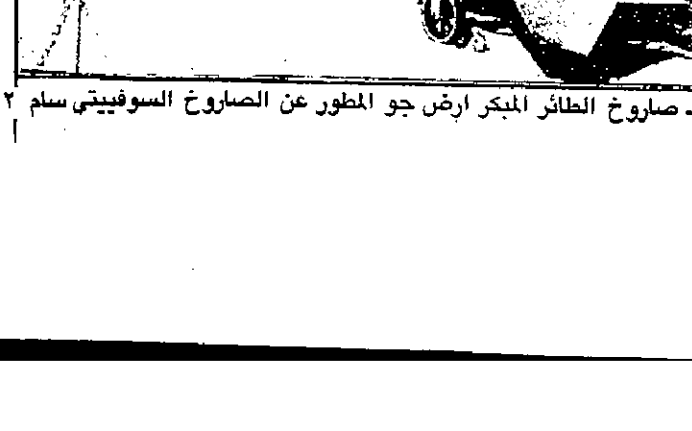 ـ صاروخ الطائر المبكر ارض جو المطور عن الصاروخ السوفييتي سام ٢